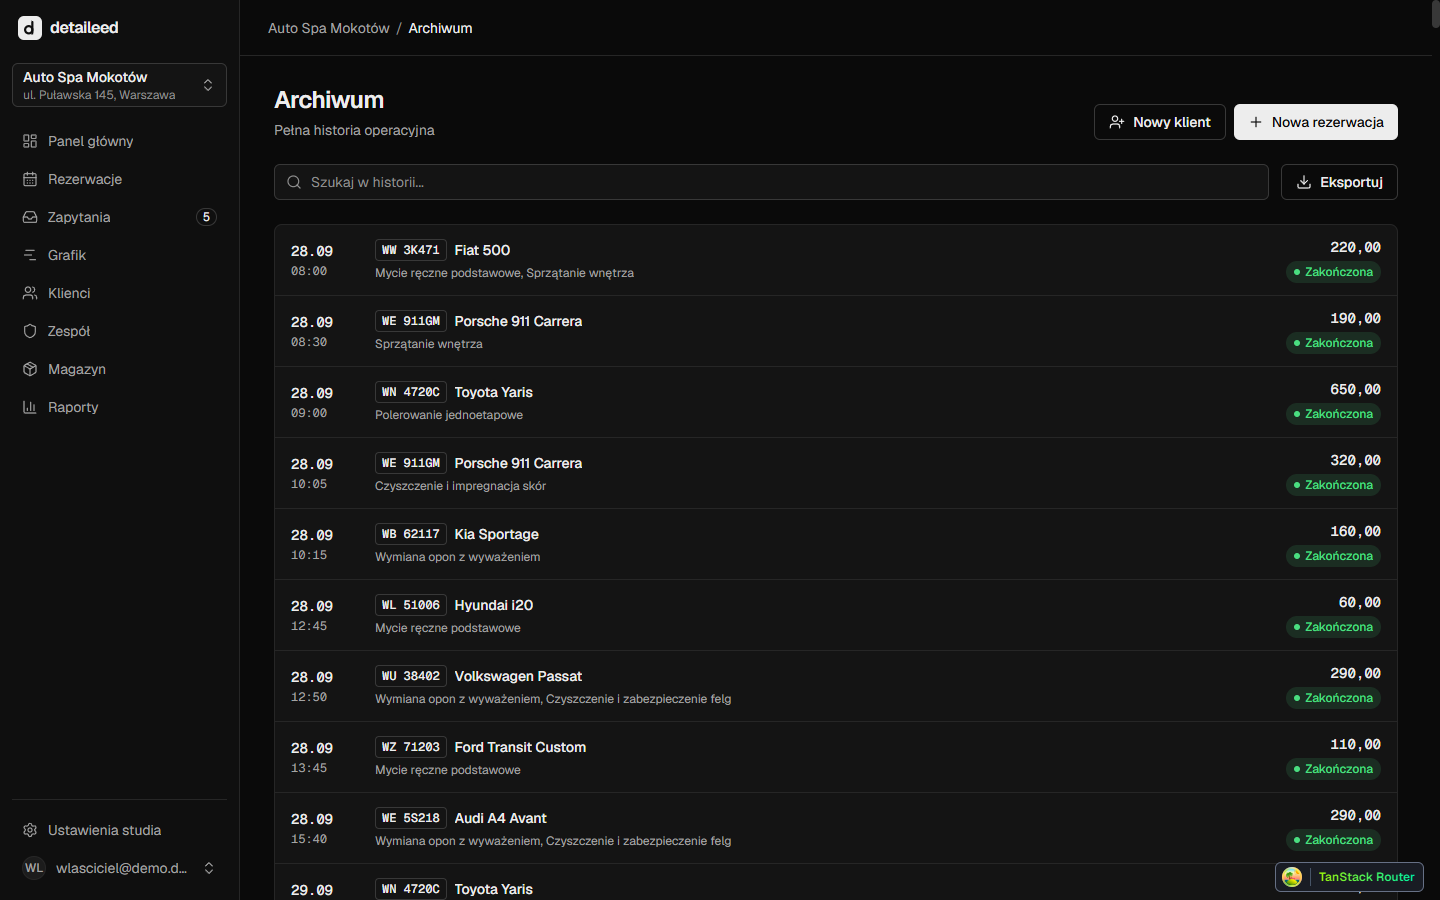 detaileed
Auto Spa Mokotów / Archiwum
Auto Spa Mokotów
ul. Puławska 145, Warszawa
Panel główny
Rezerwacje
Zapytania 5
Grafik
Klienci
Zespół
Magazyn
Raporty
Ustawienia studia
WL wlasciciel@demo.d...
Archiwum
Pełna historia operacyjna
Nowy klient
Nowa rezerwacja
Szukaj w historii...
Eksportuj
28.09 WW 3K471 Fiat 500 220,00
08:00 Mycie ręczne podstawowe, Sprzątanie wnętrza Zakończona
28.09 WE 911GM Porsche 911 Carrera 190,00
08:30 Sprzątanie wnętrza Zakończona
28.09 WN 4720C Toyota Yaris 650,00
09:00 Polerowanie jednoetapowe Zakończona
28.09 WE 911GM Porsche 911 Carrera 320,00
10:05 Czyszczenie i impregnacja skór Zakończona
28.09 WB 62117 Kia Sportage 160,00
10:15 Wymiana opon z wyważeniem Zakończona
28.09 WL 51006 Hyundai i20 60,00
12:45 Mycie ręczne podstawowe Zakończona
28.09 WU 38402 Volkswagen Passat 290,00
12:50 Wymiana opon z wyważeniem, Czyszczenie i zabezpieczenie felg Zakończona
28.09 WZ 71203 Ford Transit Custom 110,00
13:45 Mycie ręczne podstawowe Zakończona
28.09 WE 5S218 Audi A4 Avant 290,00
15:40 Wymiana opon z wyważeniem, Czyszczenie i zabezpieczenie felg Zakończona
29.09 WN 4720C Toyota Yaris
TanStack Router